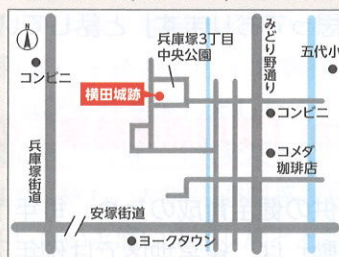 兵庫塚3丁目
中央公園
みどり野通り
五代小
コンビニ
横田城跡
コンビニ
兵庫塚街道
コメダ
珈琲店
安塚街道
ヨークタウン